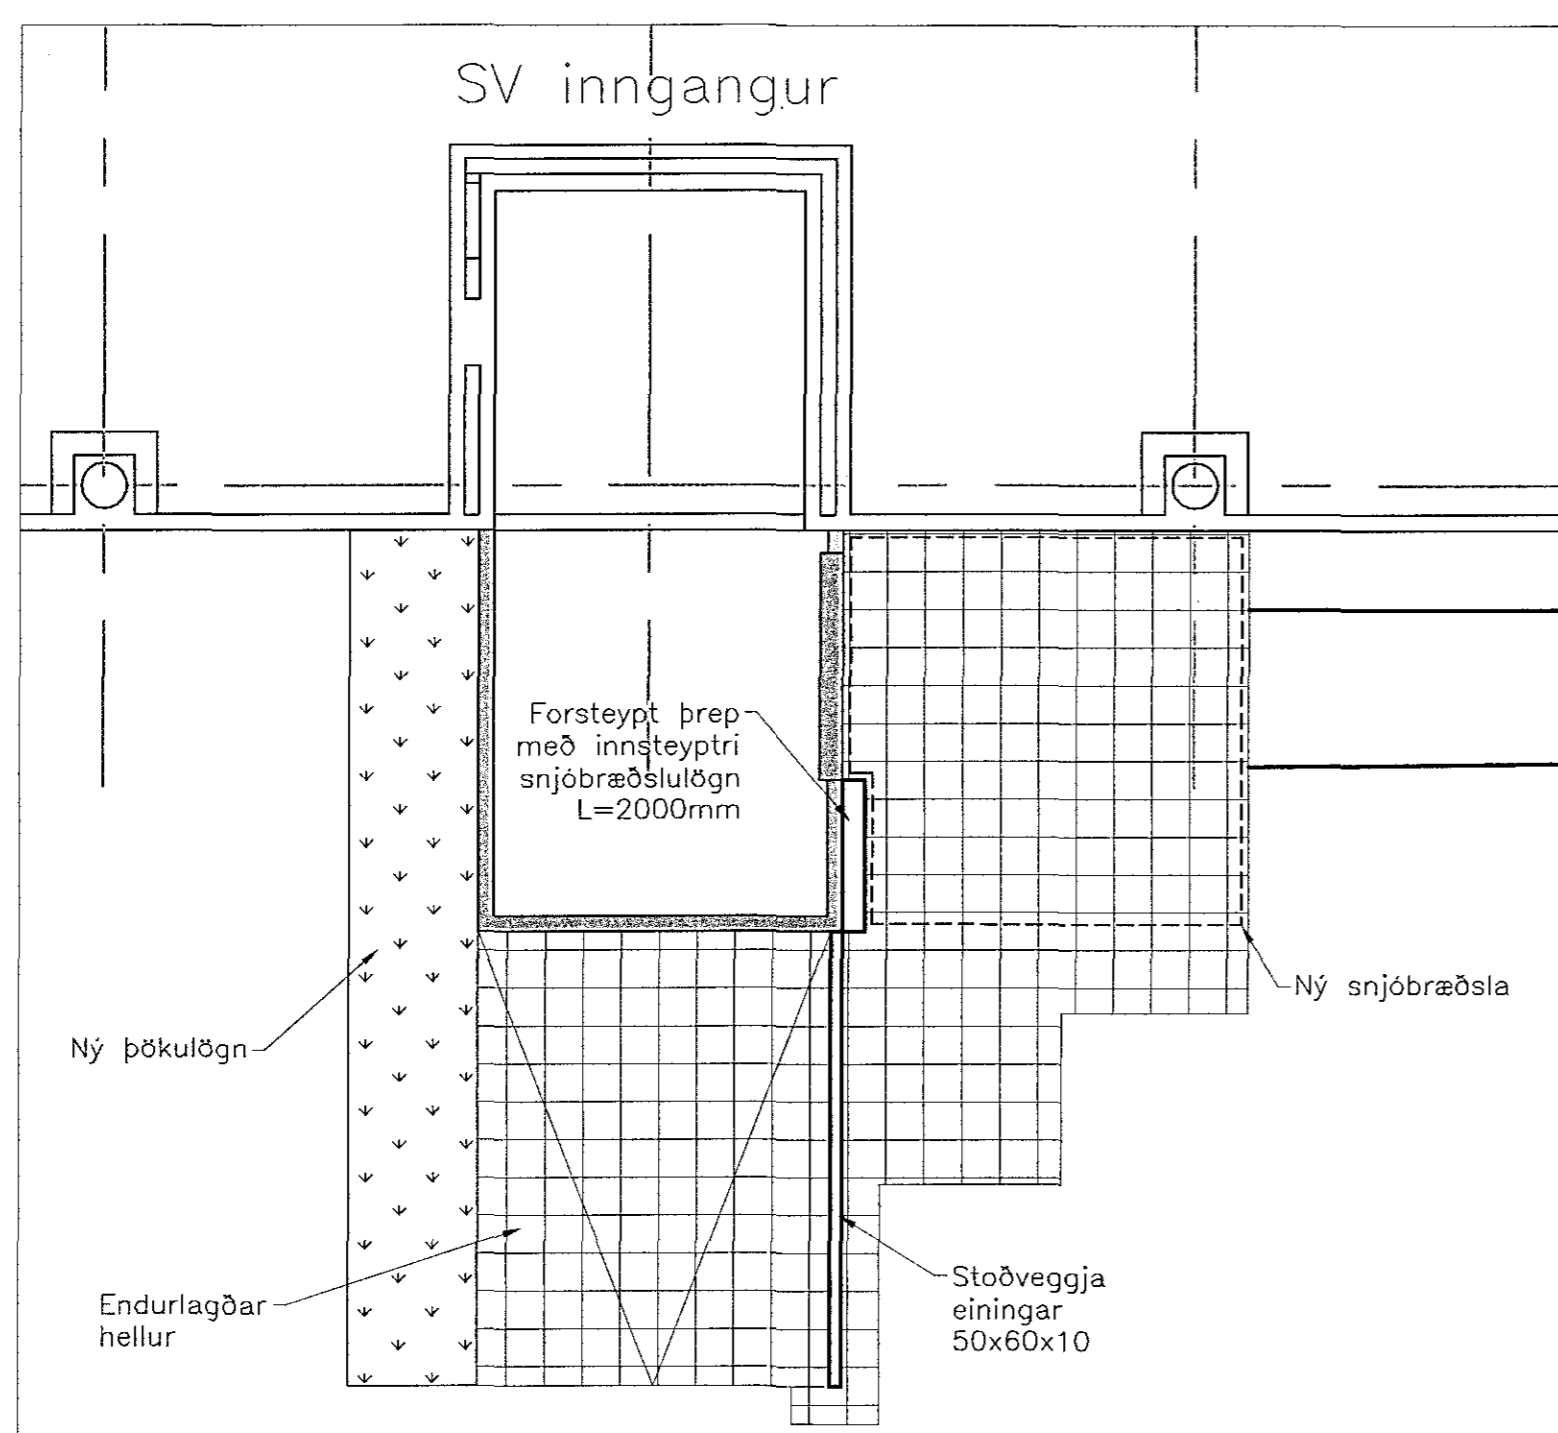 SV inngangur
Forsteypt þrep
með innsteyptri
snjóbræðslulögn
L=2000mm
Ný snjóbræðsla
Ný þökulögn
Endurlagðar
hellur
Stoðveggja
einingar
50x60x10